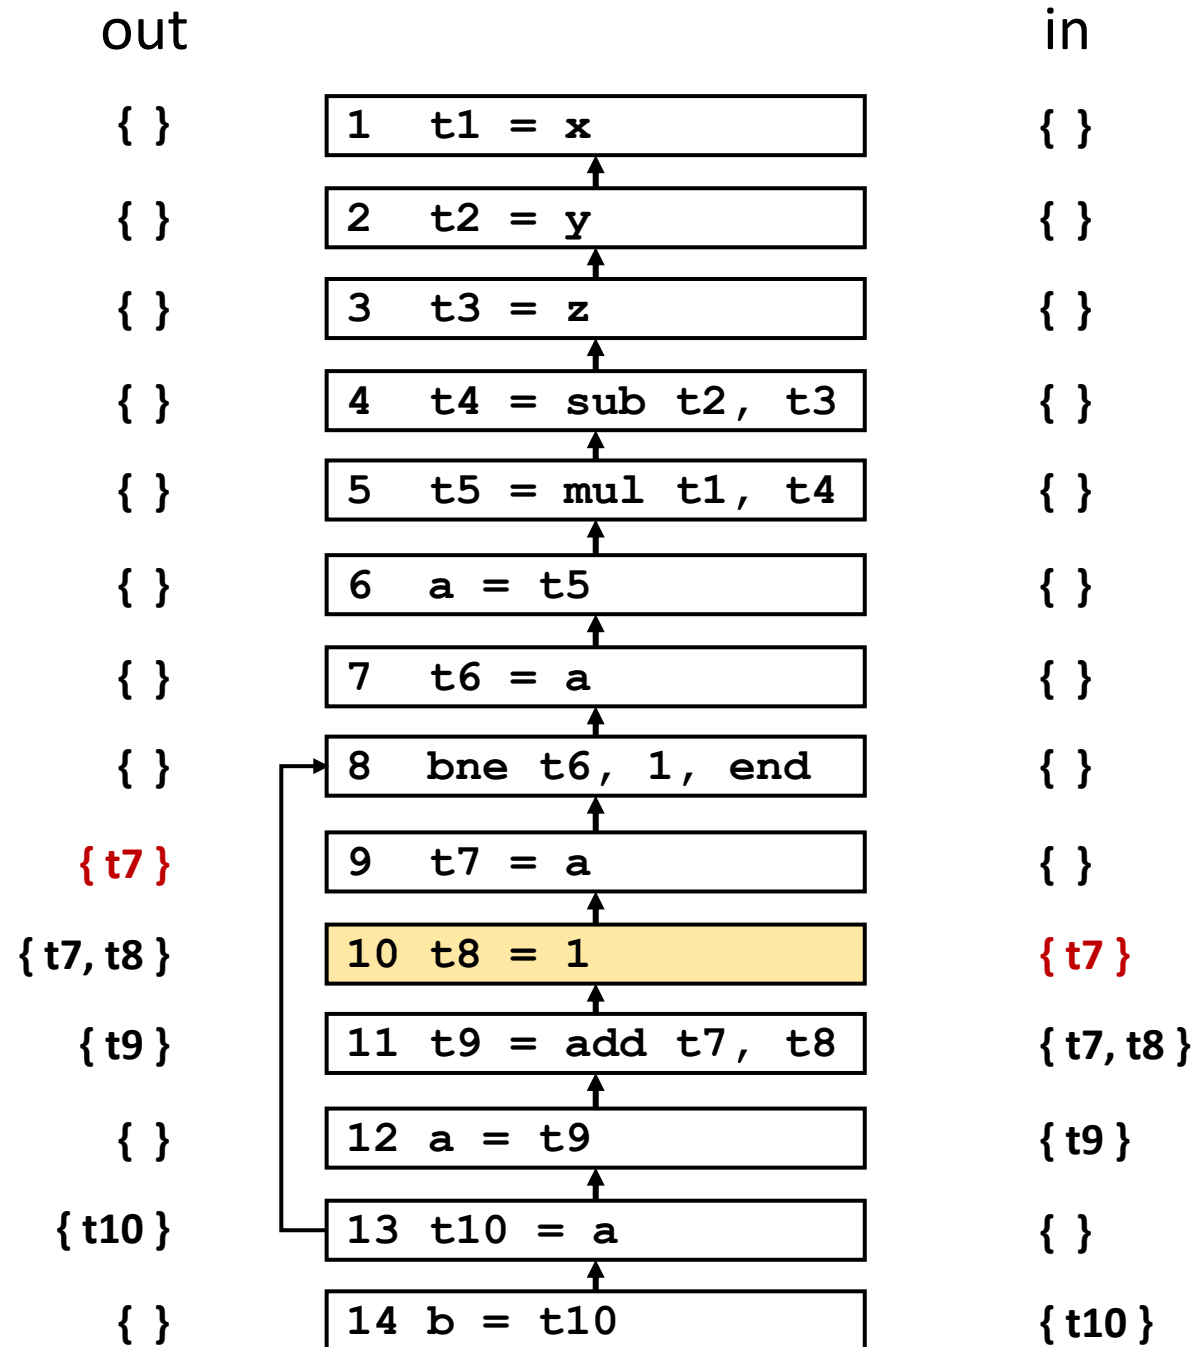 out in
{ } 1 t1 = x { }
{ } 2 t2 = y { }
{ } 3 t3 = z { }
{ } 4 t4 = sub t2, t3 { }
{ } 5 t5 = mul t1, t4 { }
{ } 6 a = t5 { }
{ } 7 t6 = a { }
{ } 8 bne t6, 1, end { }
{ t7 } 9 t7 = a { }
{ t7, t8 } 10 t8 = 1 { t7 }
{ t9 } 11 t9 = add t7, t8 { t7, t8 }
{ } 12 a = t9 { t9 }
{ t10 } 13 t10 = a { }
{ } 14 b = t10 { t10 }